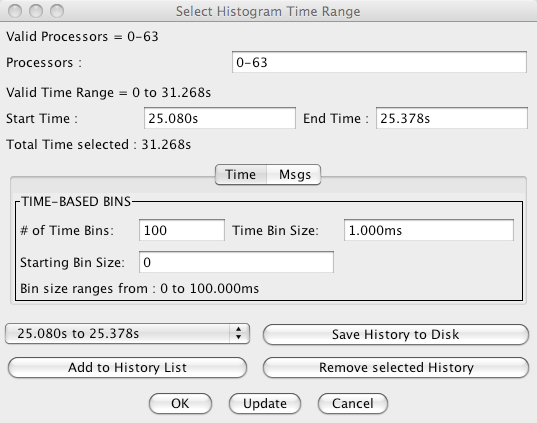 Select Histogram Time Range
Valid Processors = 0-63
Processors : 0-63
Valid Time Range = 0 to 31.268s
Start Time : 25.080s End Time : 25.378s
Total Time selected : 31.268s
Time Msgs
TIME-BASED BINS
# of Time Bins: 100 Time Bin Size: 1.000ms
Starting Bin Size: 0
Bin size ranges from : 0 to 100.000ms
25.080s to 25.378s Save History to Disk
Add to History List Remove selected History
OK Update Cancel